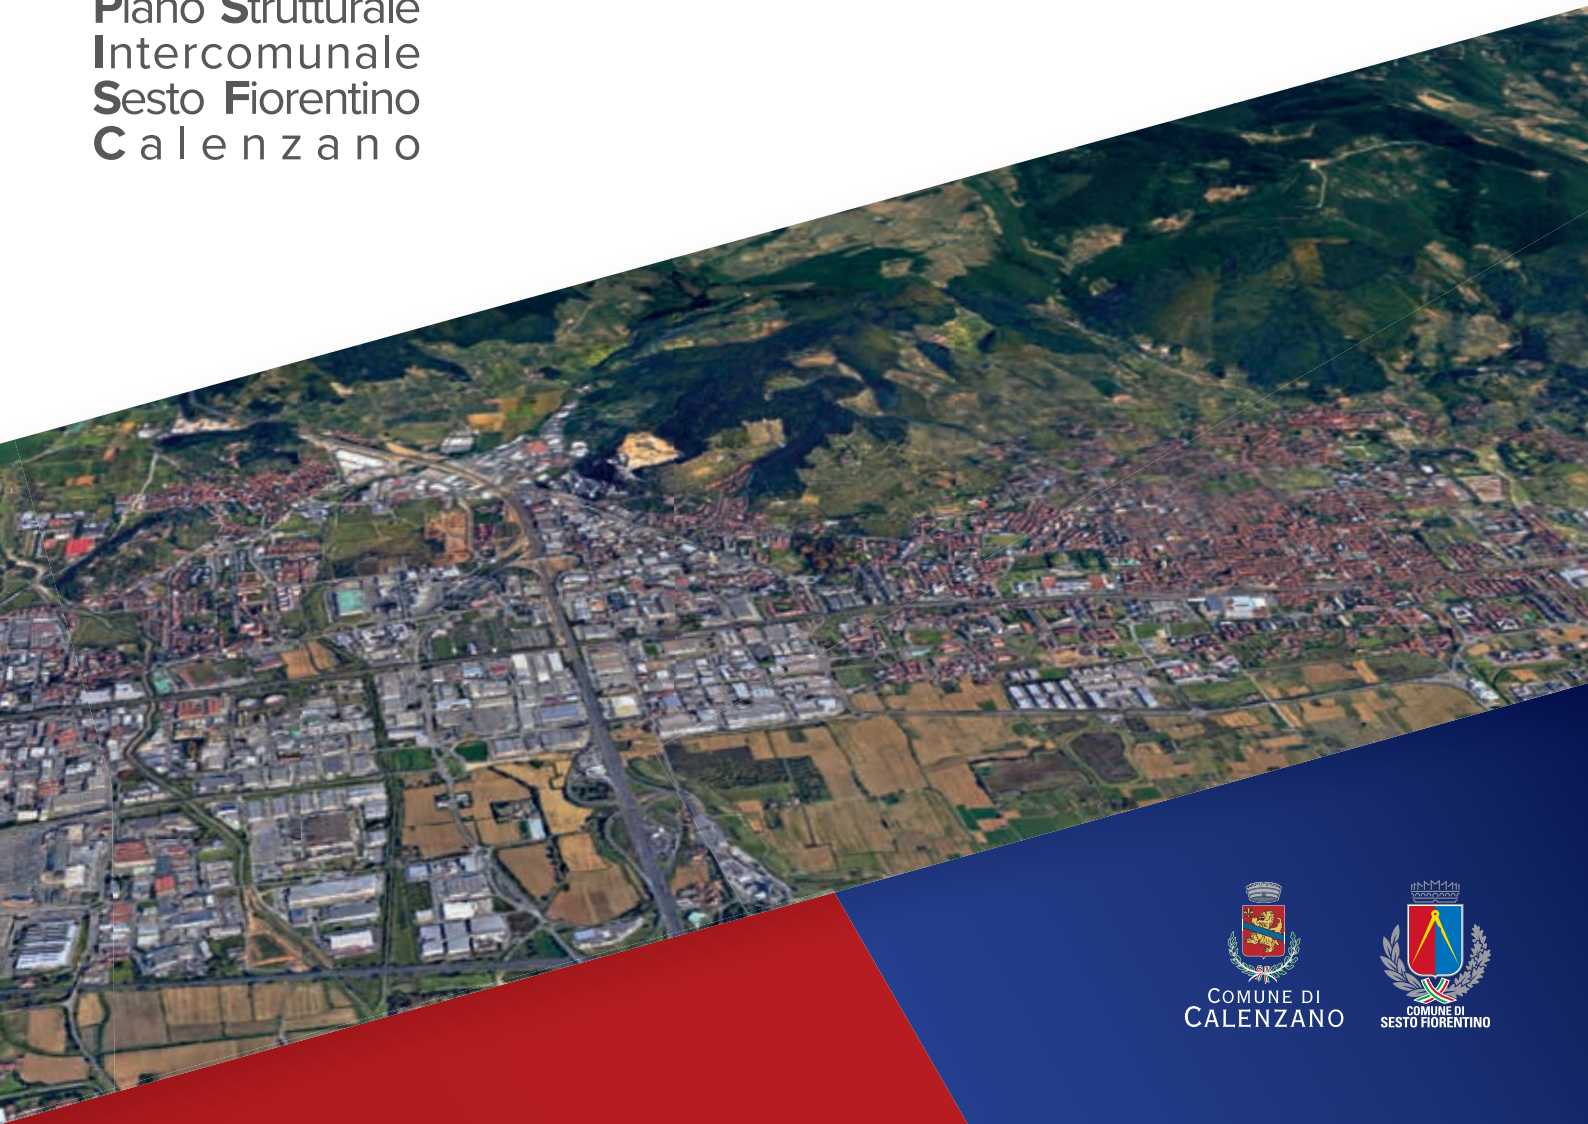 Piano Strutturale
Intercomunale
Sesto Fiorentino
Calenzano
COMUNE DI
CALENZANO
COMUNE DI
SESTO FIORENTINO